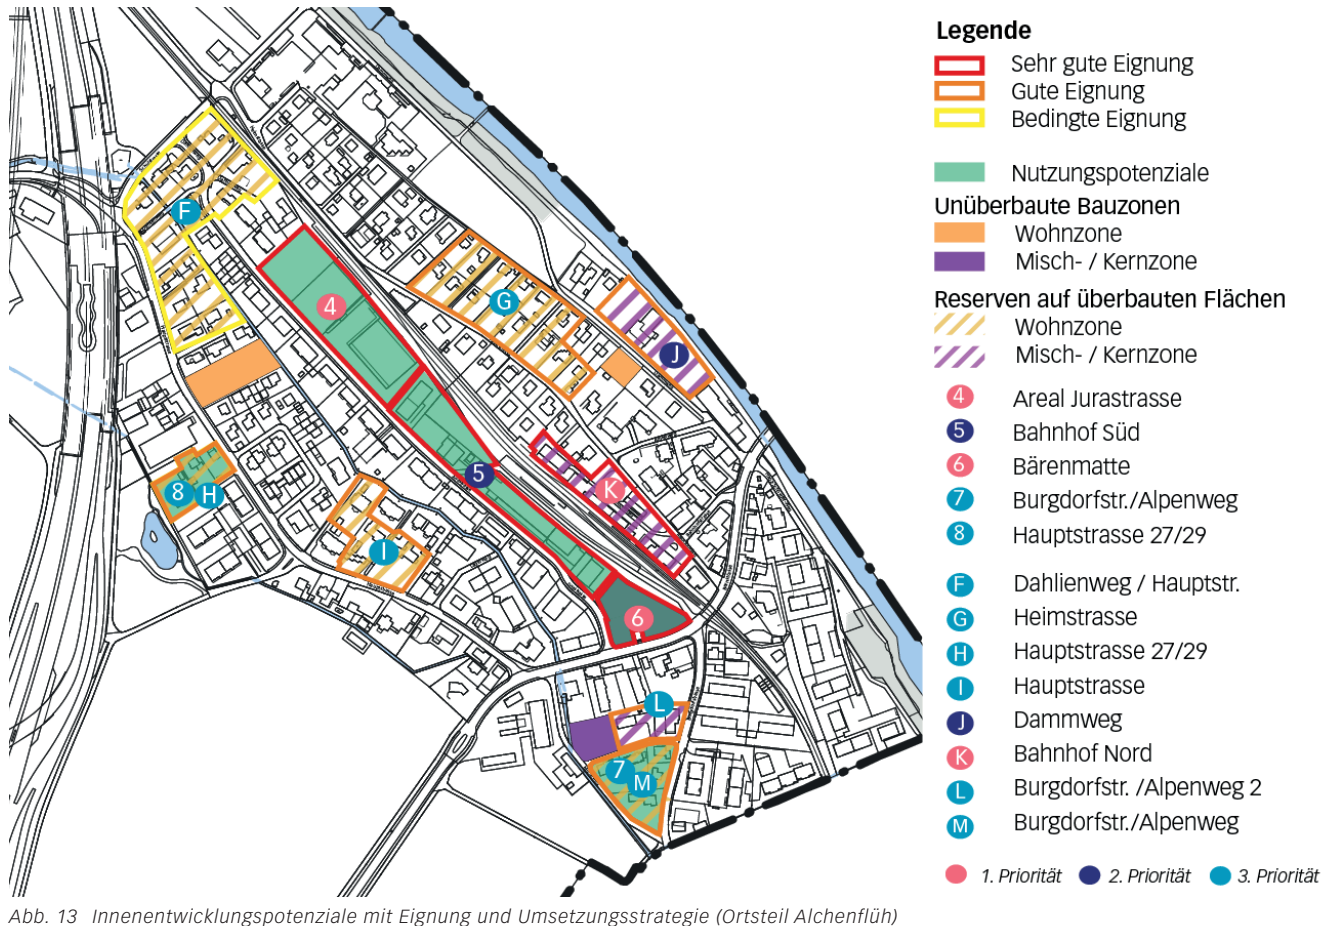 Legende
Sehr gute Eignung
Gute Eignung
Bedingte Eignung
Nutzungspotenziale
Unüberbaute Bauzonen
Wohnzone
Misch- / Kernzone
Reserven auf überbauten Flächen
Wohnzone
Misch- / Kernzone
4 Areal Jurastrasse
5 Bahnhof Süd
6 Bärenmatte
7 Burgdorfstr./Alpenweg
8 Hauptstrasse 27/29
F Dahlienweg / Hauptstr.
G Heimstrasse
H Hauptstrasse 27/29
I Hauptstrasse
J Dammweg
K Bahnhof Nord
L Burgdorfstr. /Alpenweg 2
M Burgdorfstr./Alpenweg
1. Priorität 2. Priorität 3. Priorität
F
4
G
J
5
K
8 H
I
6
L
7 M
Abb. 13 Innenentwicklungspotenziale mit Eignung und Umsetzungsstrategie (Ortsteil Alchenflüh)